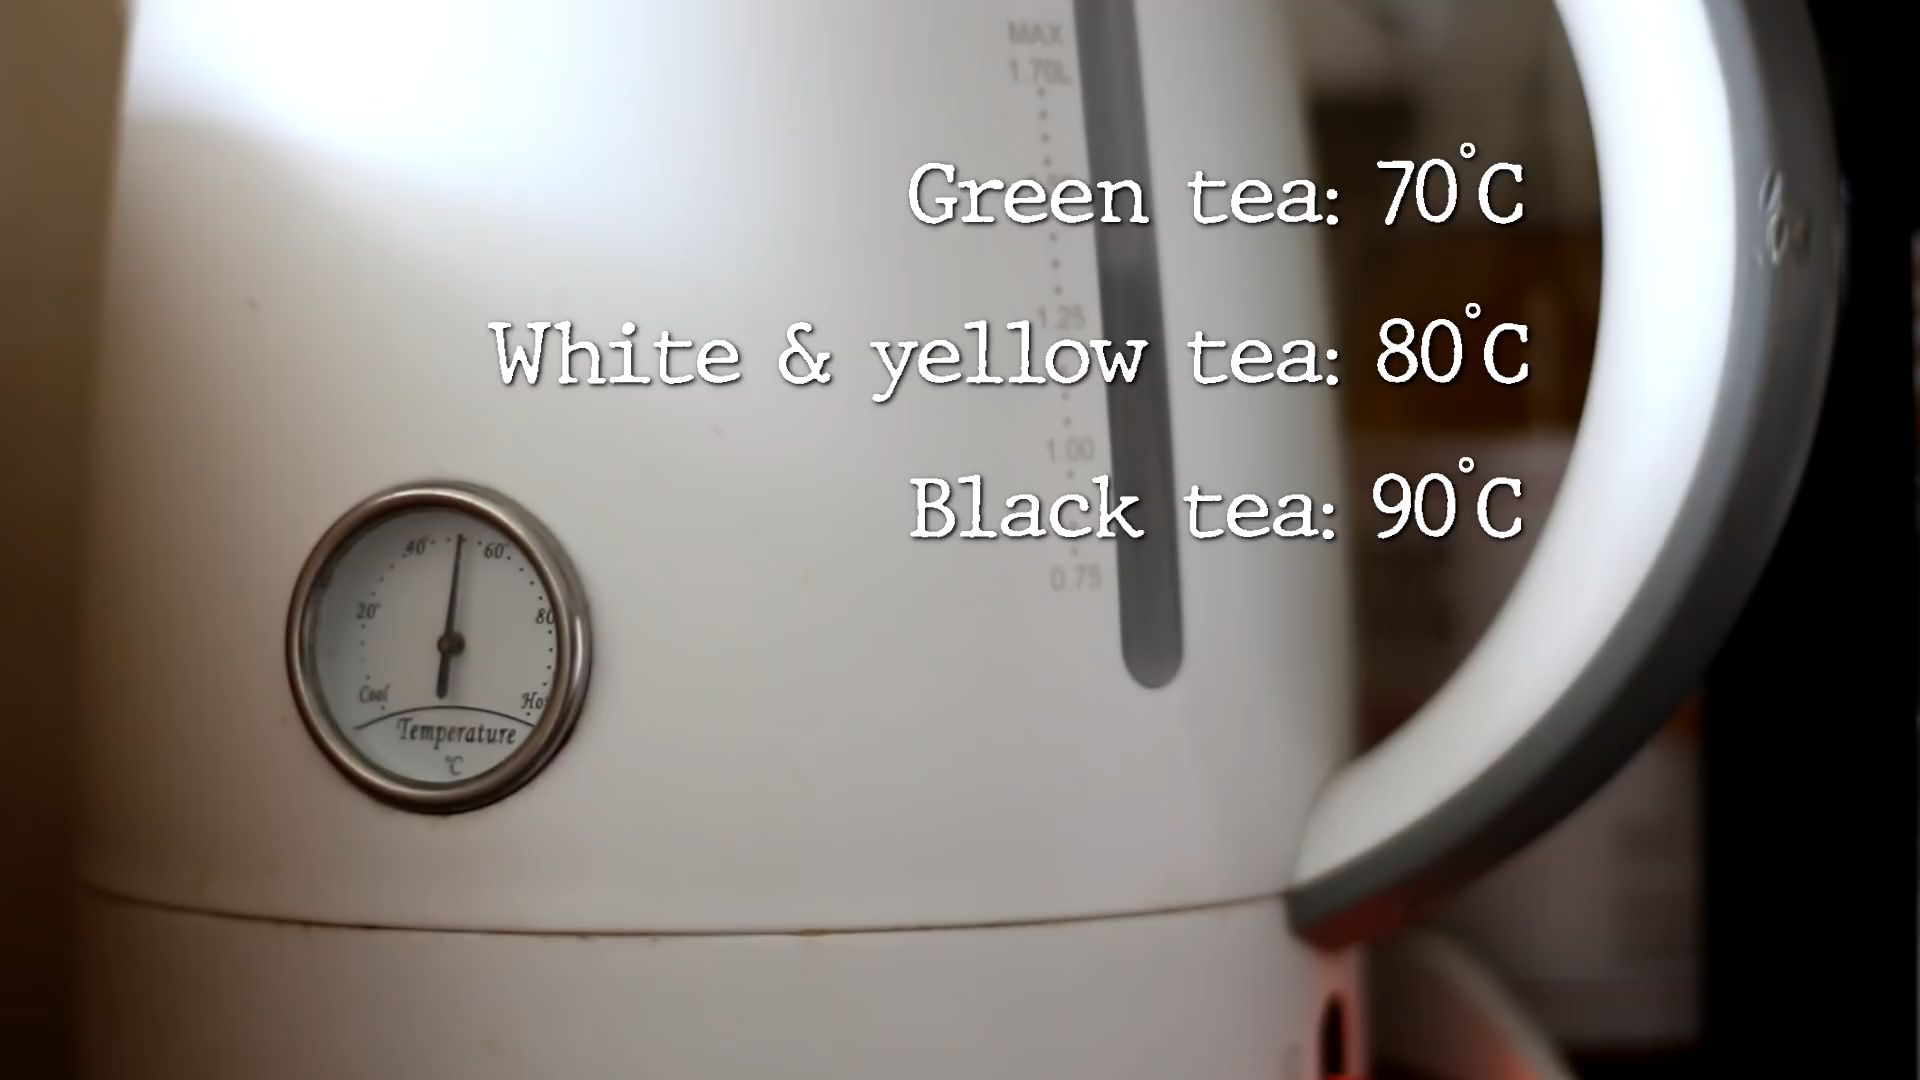 MAX
1.70L
Green tea: 70°C
1.25
White & yellow tea: 80°C
1.00
Black tea: 90°C
0.75
40° 60°
20° 80
Cool Hot
Temperature
°C